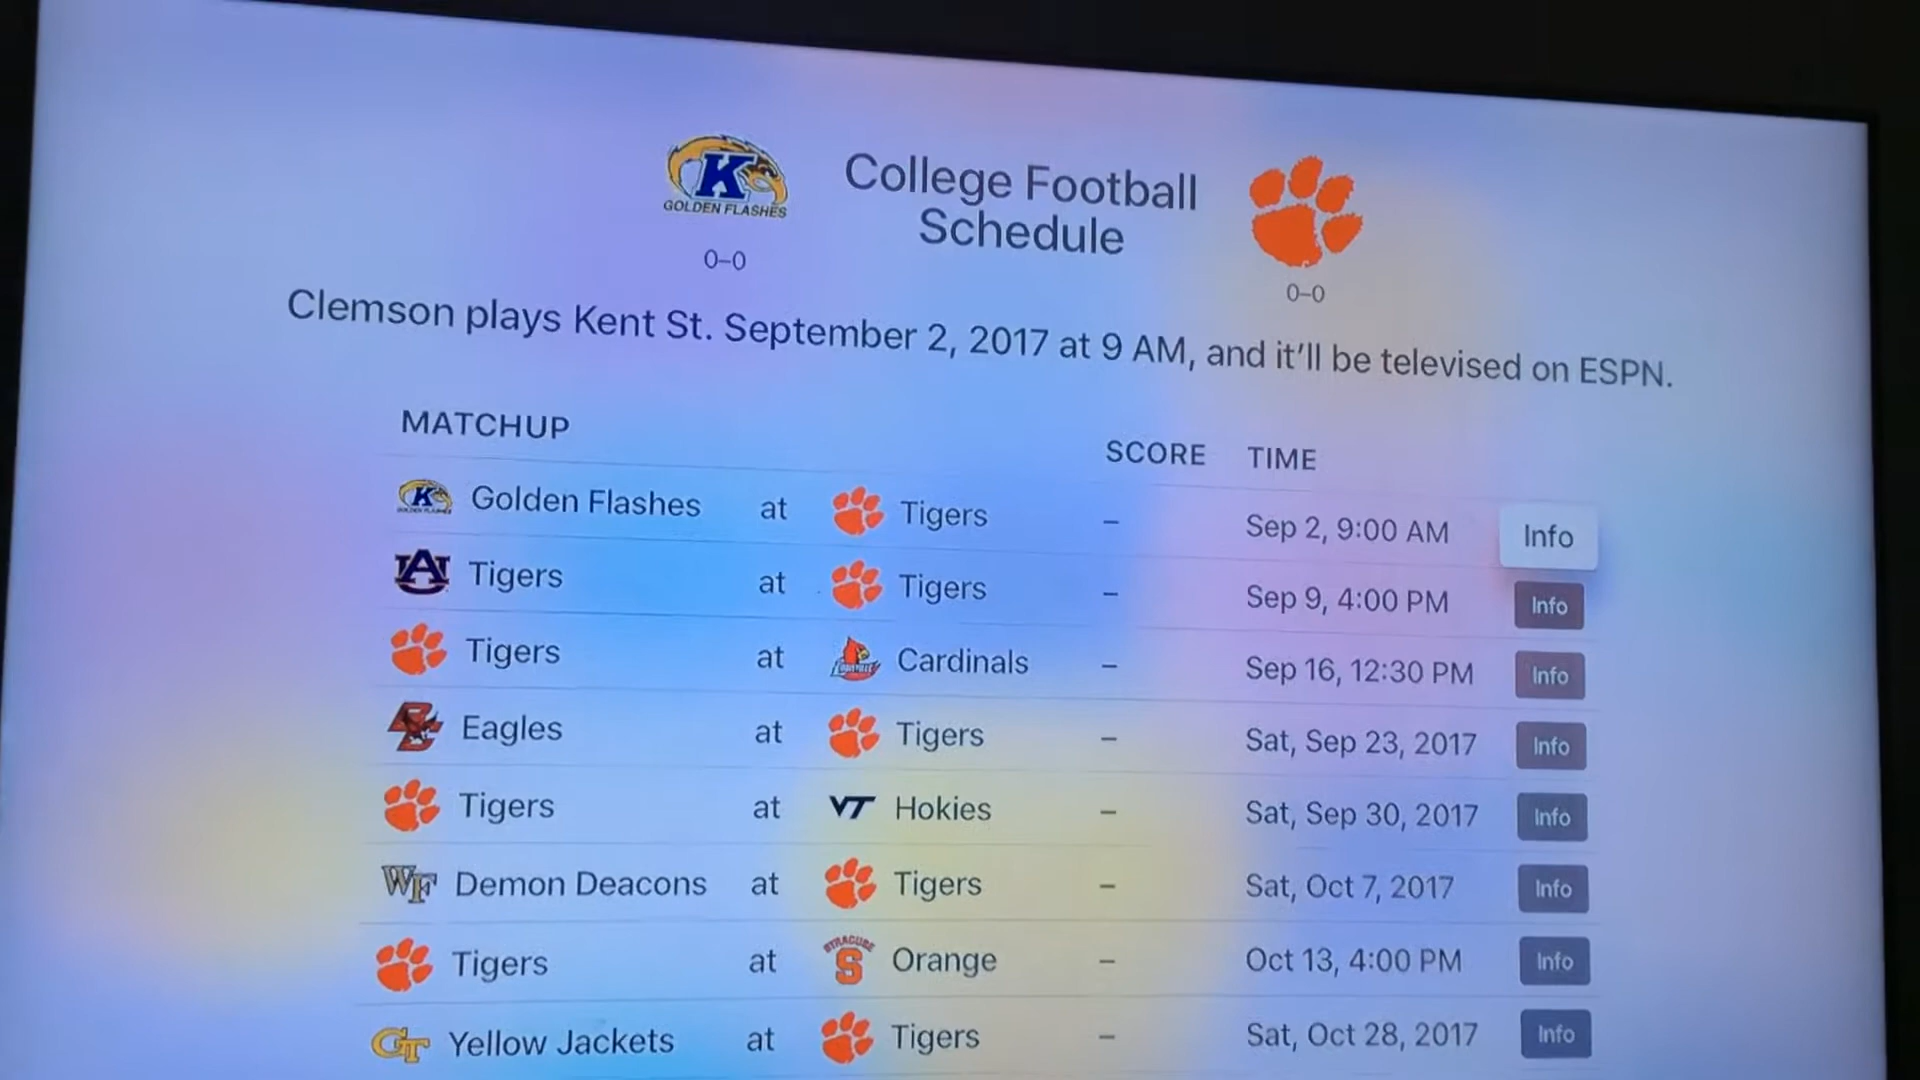 K
GOLDEN FLASHES
0–0
College Football
Schedule
0–0
Clemson plays Kent St. September 2, 2017 at 9 AM, and it’ll be televised on ESPN.
MATCHUP SCORE TIME
K Golden Flashes at Tigers – Sep 2, 9:00 AM Info
AU Tigers at Tigers – Sep 9, 4:00 PM Info
Tigers at Cardinals – Sep 16, 12:30 PM Info
BC Eagles at Tigers – Sat, Sep 23, 2017 Info
Tigers at VT Hokies – Sat, Sep 30, 2017 Info
WF Demon Deacons at Tigers – Sat, Oct 7, 2017 Info
Tigers at SYRACUSE S Orange – Oct 13, 4:00 PM Info
GT Yellow Jackets at Tigers – Sat, Oct 28, 2017 Info